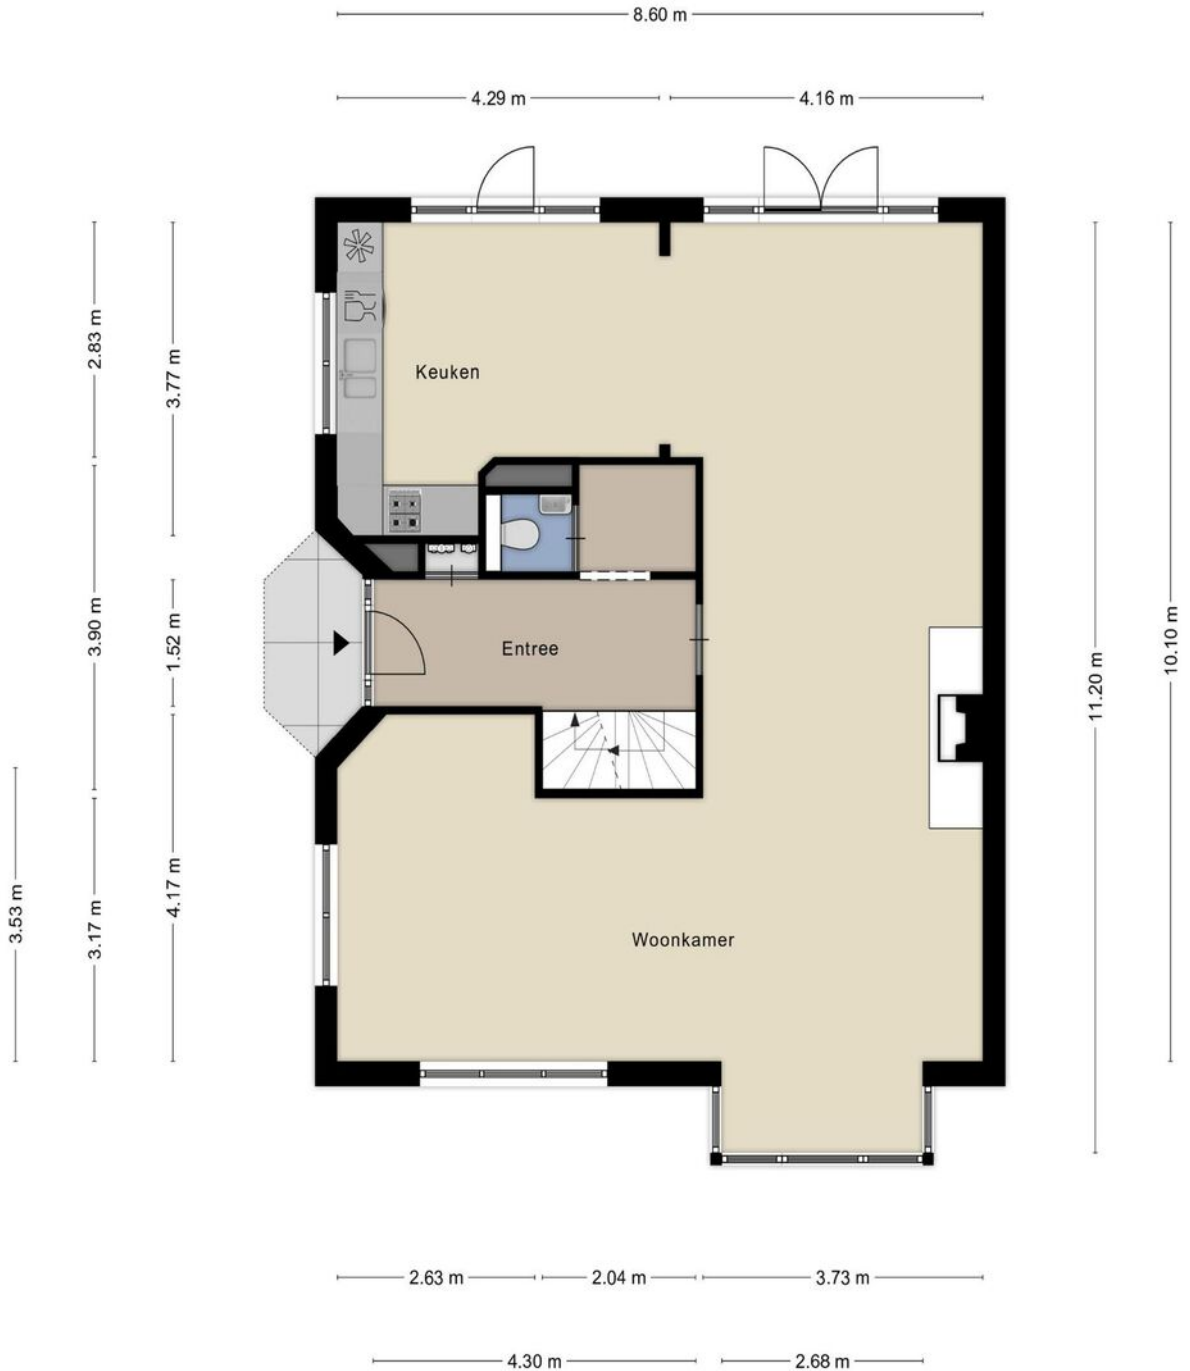 8.60 m
4.29 m
4.16 m
2.83 m
3.77 m
Keuken
3.90 m
1.52 m
Entree
11.20 m
10.10 m
3.53 m
3.17 m
4.17 m
Woonkamer
2.63 m
2.04 m
3.73 m
4.30 m
2.68 m